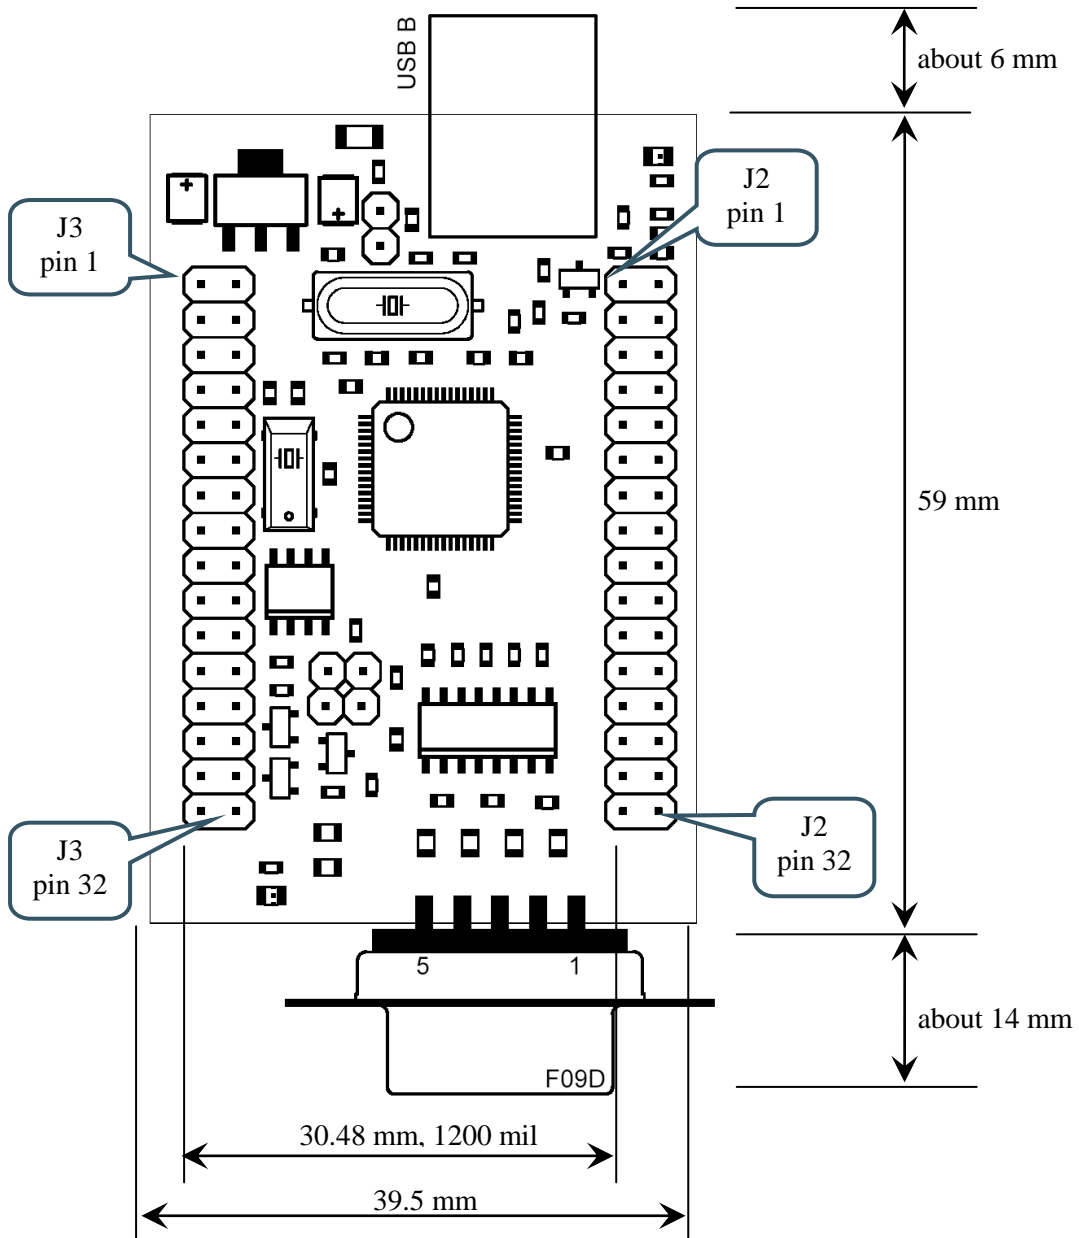 USB B
about 6 mm
J2
pin 1
J3
pin 1
+
+
59 mm
J3
pin 32
J2
pin 32
5
1
about 14 mm
F09D
30.48 mm, 1200 mil
39.5 mm